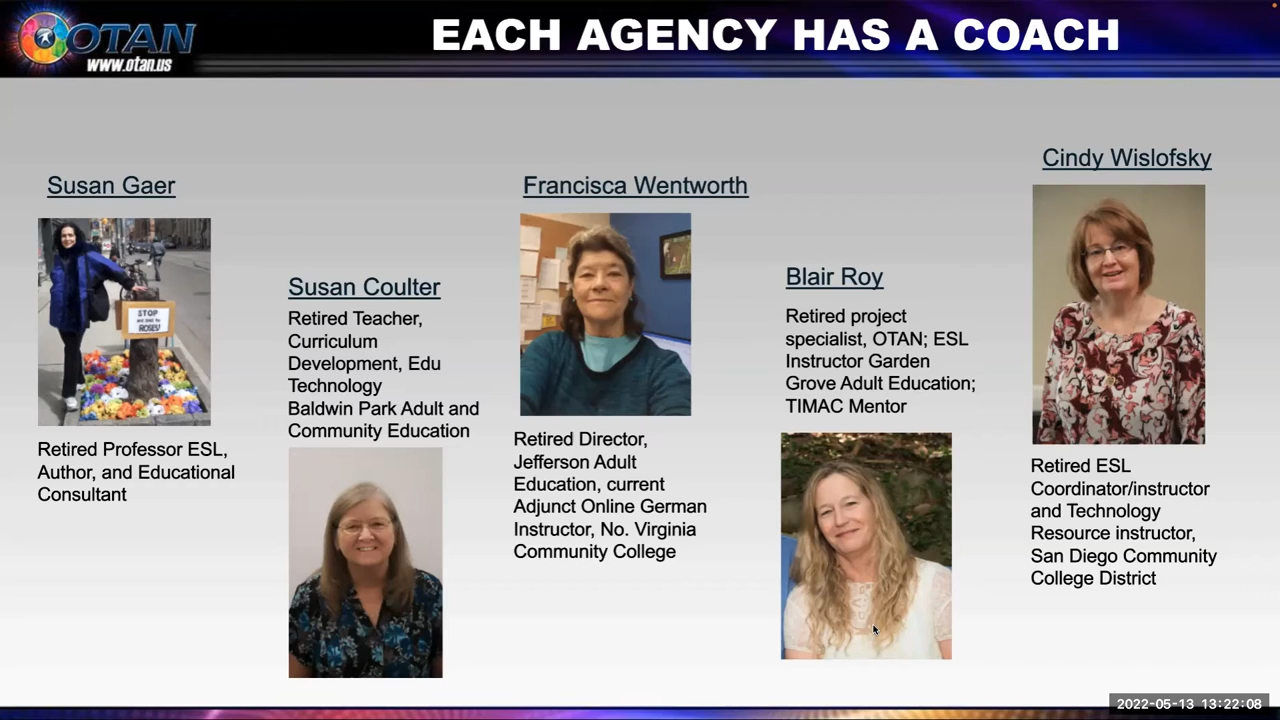 OTAN
www.otan.us
EACH AGENCY HAS A COACH
Susan Gaer
STOP
ROSES!
Retired Professor ESL,
Author, and Educational
Consultant
Susan Coulter
Retired Teacher,
Curriculum
Development, Edu
Technology
Baldwin Park Adult and
Community Education
Francisca Wentworth
Retired Director,
Jefferson Adult
Education, current
Adjunct Online German
Instructor, No. Virginia
Community College
Blair Roy
Retired project
specialist, OTAN; ESL
Instructor Garden
Grove Adult Education;
TIMAC Mentor
Cindy Wislofsky
Retired ESL
Coordinator/instructor
and Technology
Resource instructor,
San Diego Community
College District
2022-05-13 13:22:08